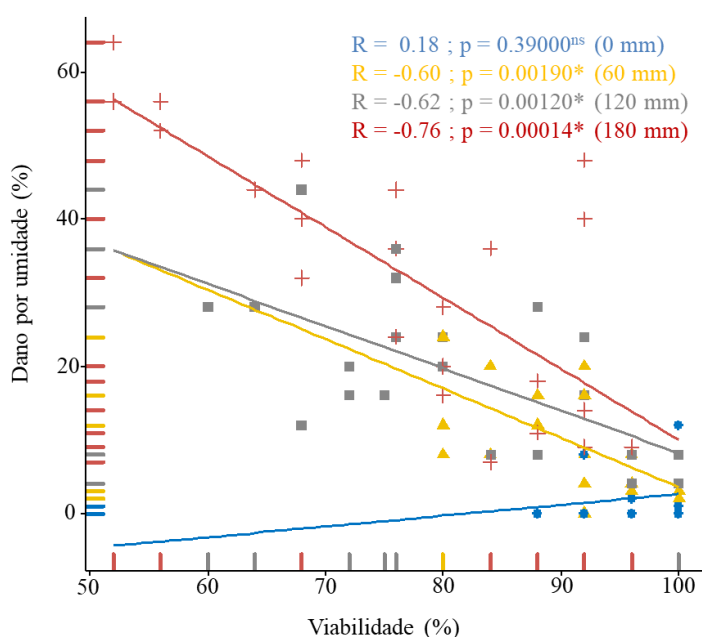 R = 0.18 ; p = 0.39000ns (0 mm)
R = -0.60 ; p = 0.00190* (60 mm)
R = -0.62 ; p = 0.00120* (120 mm)
R = -0.76 ; p = 0.00014* (180 mm)
Dano por umidade (%)
60
40
20
0
50 60 70 80 90 100
Viabilidade (%)